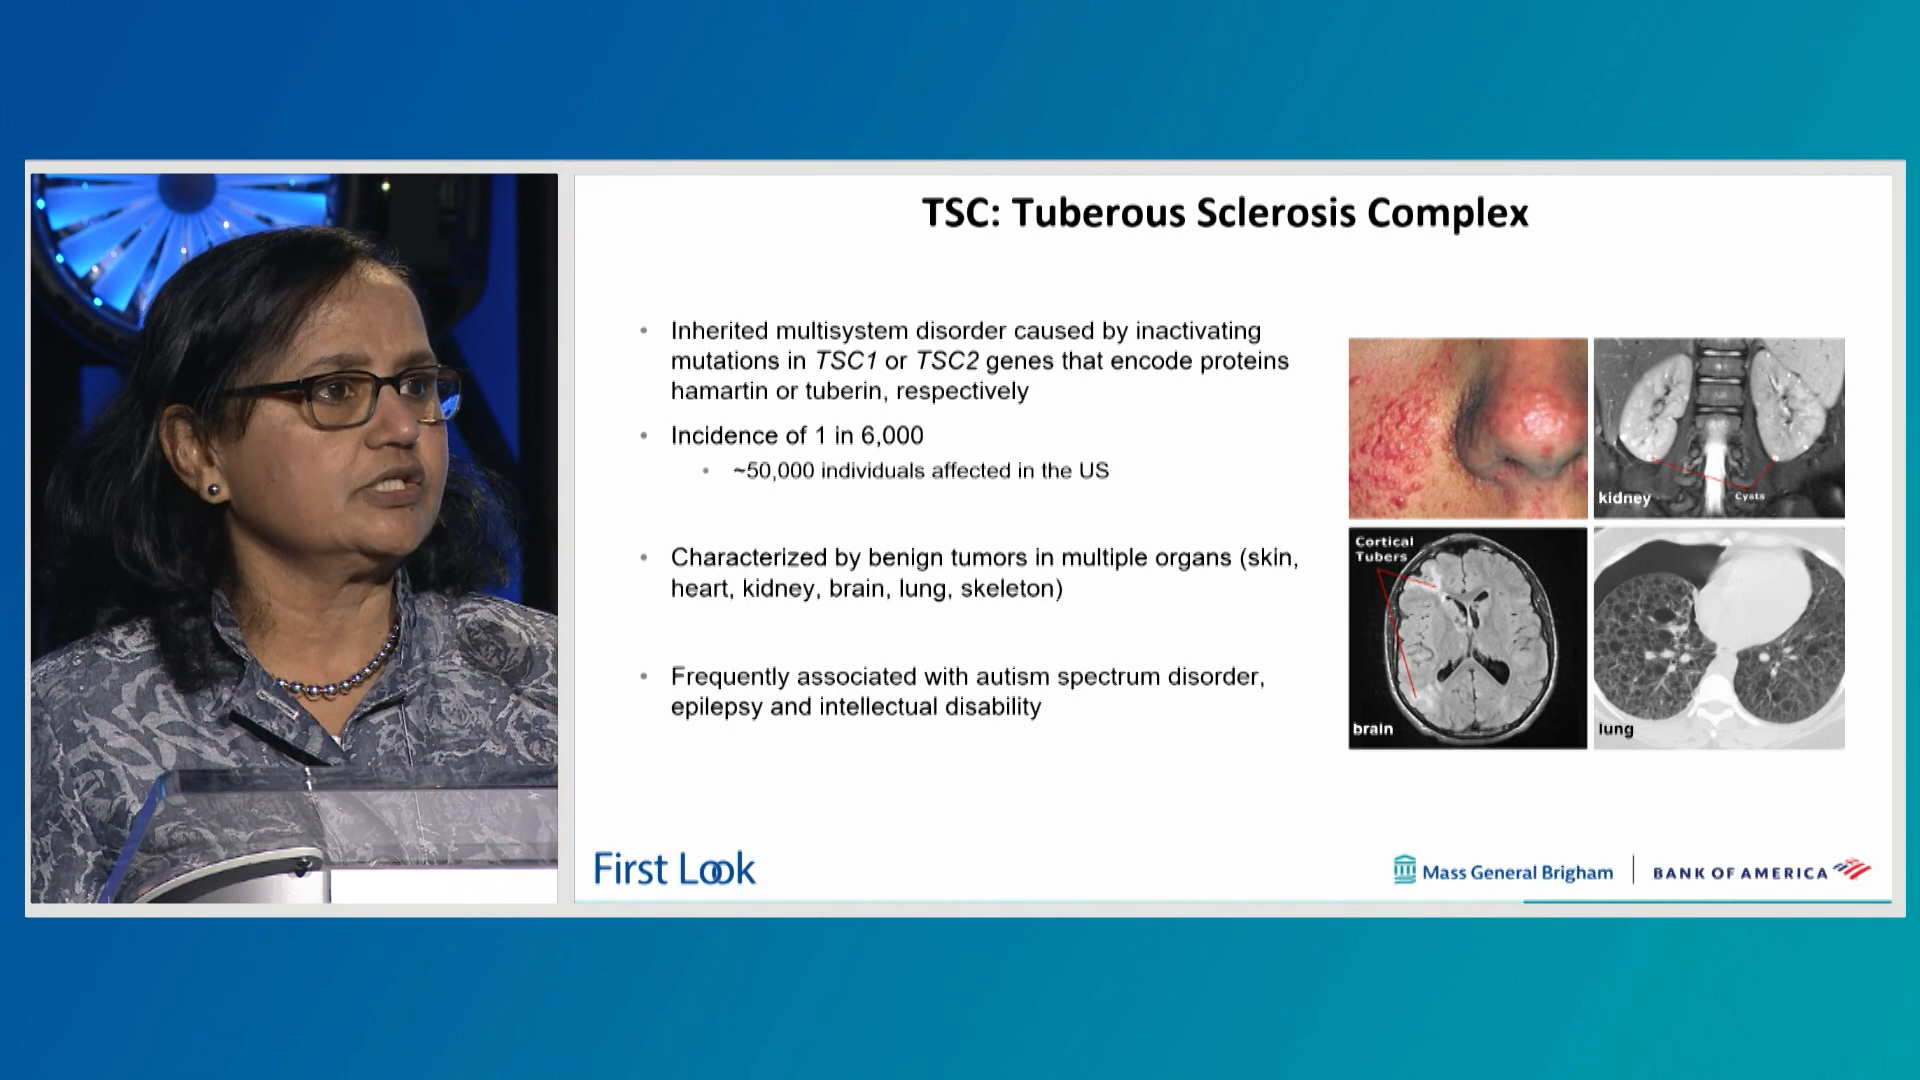 TSC: Tuberous Sclerosis Complex
• Inherited multisystem disorder caused by inactivating
mutations in TSC1 or TSC2 genes that encode proteins
hamartin or tuberin, respectively
• Incidence of 1 in 6,000
• ~50,000 individuals affected in the US
• Characterized by benign tumors in multiple organs (skin,
heart, kidney, brain, lung, skeleton)
• Frequently associated with autism spectrum disorder,
epilepsy and intellectual disability
kidney
Cysts
Cortical
Tubers
brain
lung
First Look
Mass General Brigham
BANK OF AMERICA